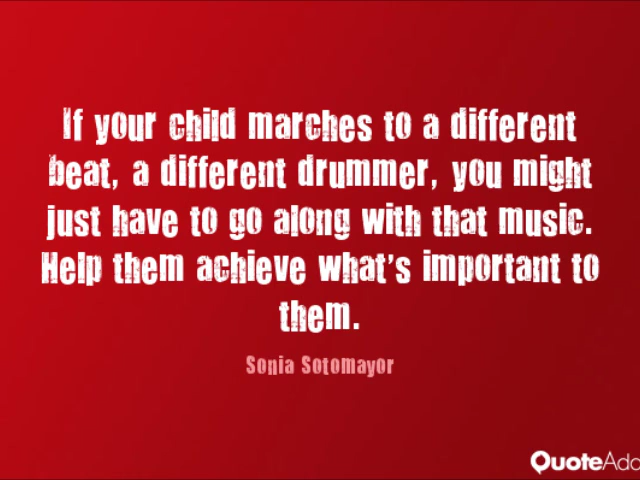 If your child marches to a different
beat, a different drummer, you might
just have to go along with that music.
Help them achieve what's important to
them.
Sonia Sotomayor
QuoteAdd